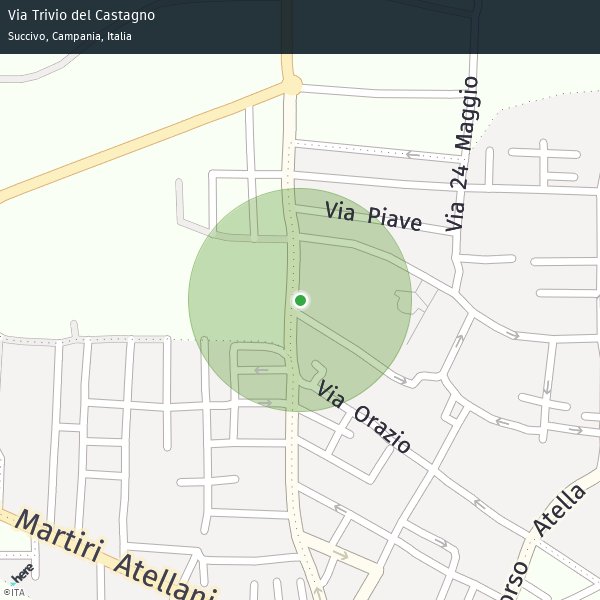 Via Trivio del Castagno
Succivo, Campania, Italia
Via 24 Maggio
Via Piave
Via Orazio
Martiri Atellani
orso Atella
here
© ITA